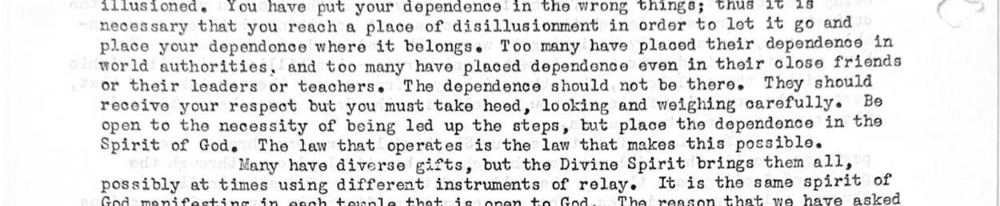 illusioned. You have put your dependence in the wrong things; thus it is
necessary that you reach a place of disillusionment in order to let it go and
place your dependence where it belongs. Too many have placed their dependence in
world authorities, and too many have placed dependence even in their close friends
or their leaders or teachers. The dependence should not be there. They should
receive your respect but you must take heed, looking and weighing carefully. Be
open to the necessity of being led up the steps, but place the dependence in the
Spirit of God. The law that operates is the law that makes this possible.
Many have diverse gifts, but the Divine Spirit brings them all,
possibly at times using different instruments of relay. It is the same spirit of
God manifesting in each temple that is open to God. The reason that we have asked